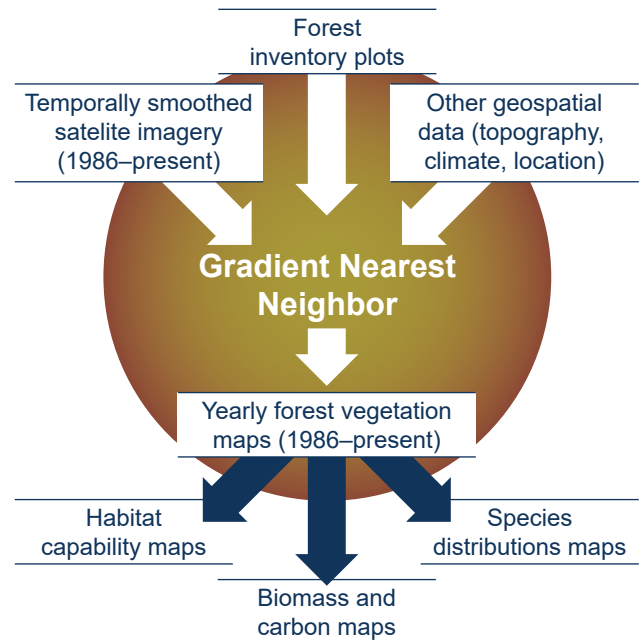 Forest
inventory plots
Temporally smoothed
satelite imagery
(1986–present)
Other geospatial
data (topography,
climate, location)
Gradient Nearest
Neighbor
Yearly forest vegetation
maps (1986–present)
Habitat
capability maps
Species
distributions maps
Biomass and
carbon maps